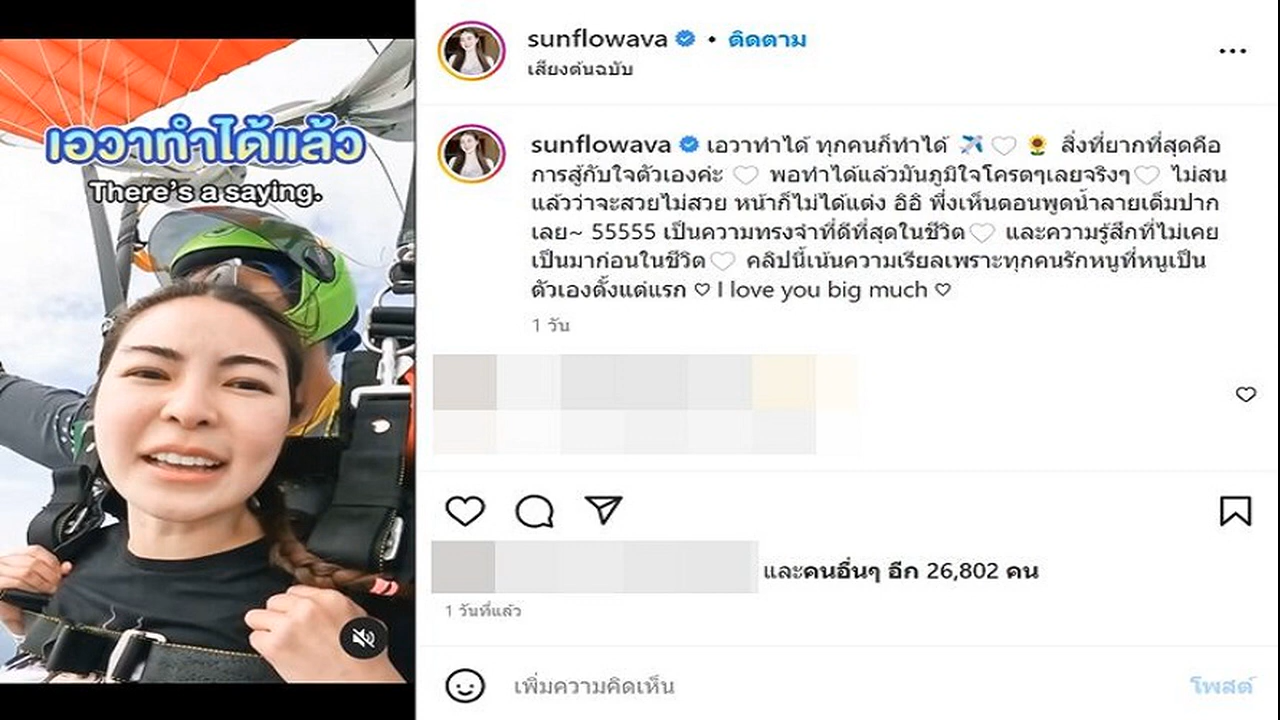 เอวาทำได้แล้ว
There's a saying.
sunflowava • ติดตาม
เสียงต้นฉบับ
sunflowava เอวาทำได้ ทุกคนก็ทำได้ ✈️ 🤍 🌻 สิ่งที่ยากที่สุดคือ
การสู้กับใจตัวเองค่ะ 🤍 พอทำได้แล้วมันภูมิใจโครตๆเลยจริงๆ🤍 ไม่สน
แล้วว่าจะสวยไม่สวย หน้าก็ไม่ได้แต่ง อิอิ พึ่งเห็นตอนพูดน้ำลายเต็มปาก
เลย~ 55555 เป็นความทรงจำที่ดีที่สุดในชีวิต🤍 และความรู้สึกที่ไม่เคย
เป็นมาก่อนในชีวิต🤍 คลิปนี้เน้นความเรียลเพราะทุกคนรักหนูที่หนูเป็น
ตัวเองตั้งแต่แรก ♡ I love you big much ♡
1 วัน
และคนอื่นๆ อีก 26,802 คน
1 วันที่แล้ว
เพิ่มความคิดเห็น
โพสต์